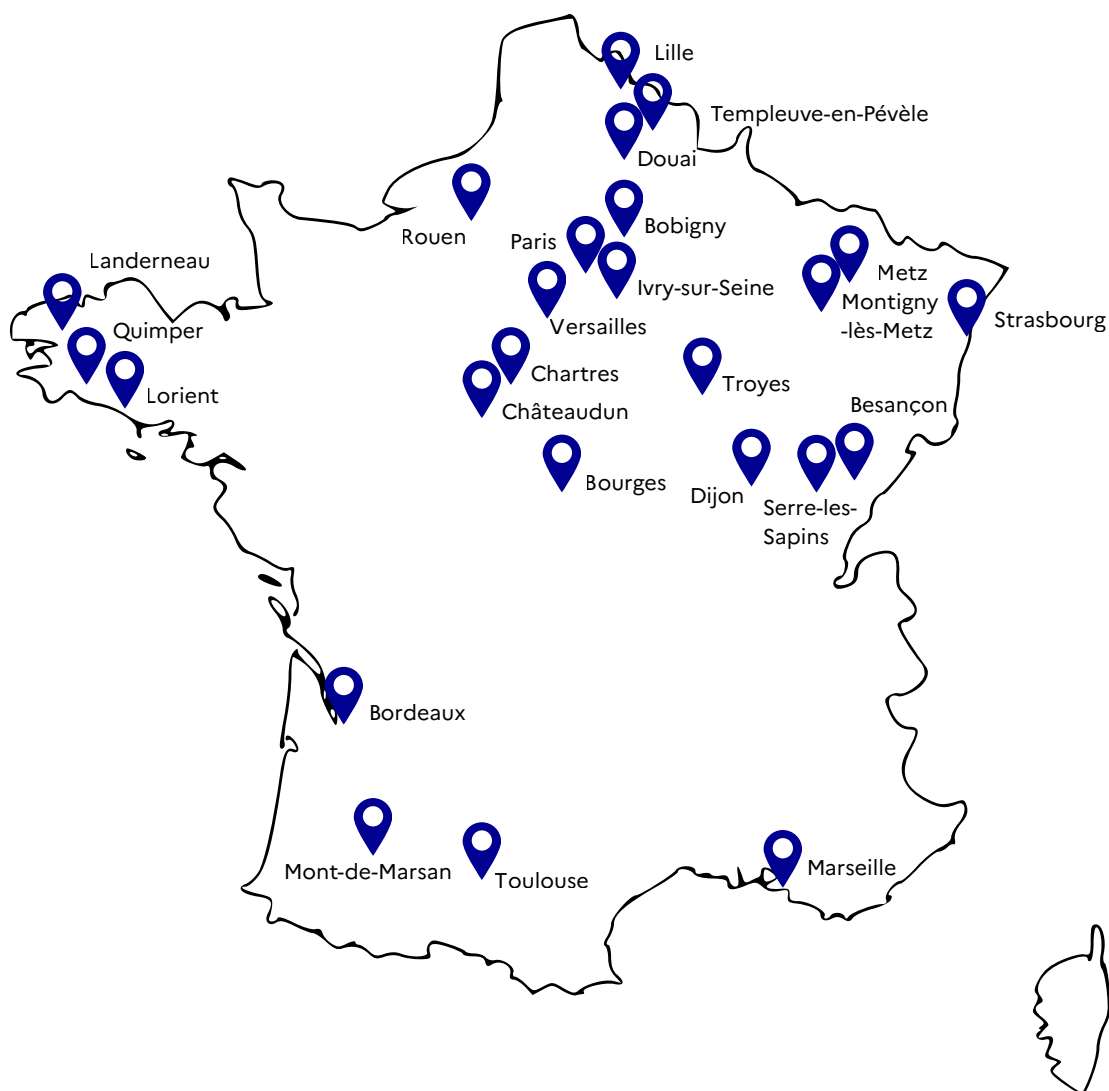 Lille
Templeuve-en-Pévèle
Douai
Rouen
Bobigny
Paris
Ivry-sur-Seine
Versailles
Landerneau
Quimper
Lorient
Metz
Montigny
-lès-Metz
Strasbourg
Chartres
Châteaudun
Troyes
Besançon
Bourges
Dijon
Serre-les-
Sapins
Bordeaux
Mont-de-Marsan
Toulouse
Marseille